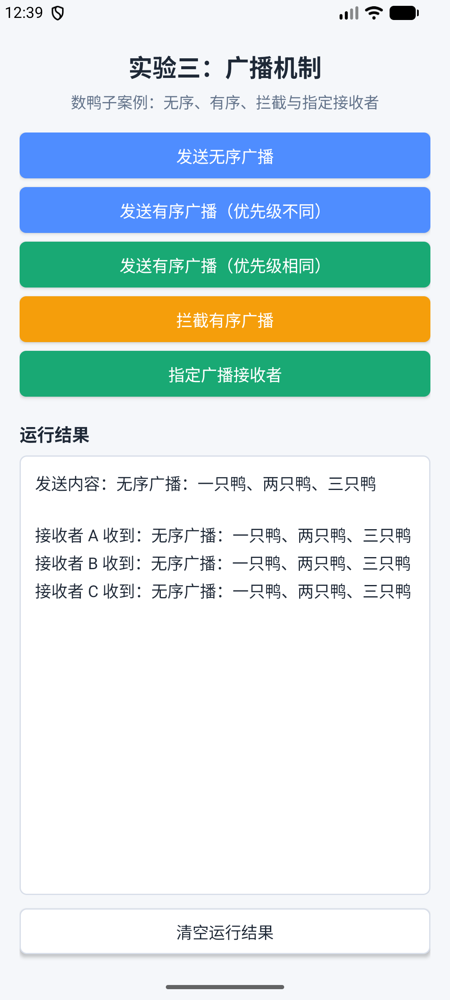 12:39
实验三：广播机制
数鸭子案例：无序、有序、拦截与指定接收者
发送无序广播
发送有序广播（优先级不同）
发送有序广播（优先级相同）
拦截有序广播
指定广播接收者
运行结果
发送内容：无序广播：一只鸭、两只鸭、三只鸭
接收者 A 收到：无序广播：一只鸭、两只鸭、三只鸭
接收者 B 收到：无序广播：一只鸭、两只鸭、三只鸭
接收者 C 收到：无序广播：一只鸭、两只鸭、三只鸭
清空运行结果